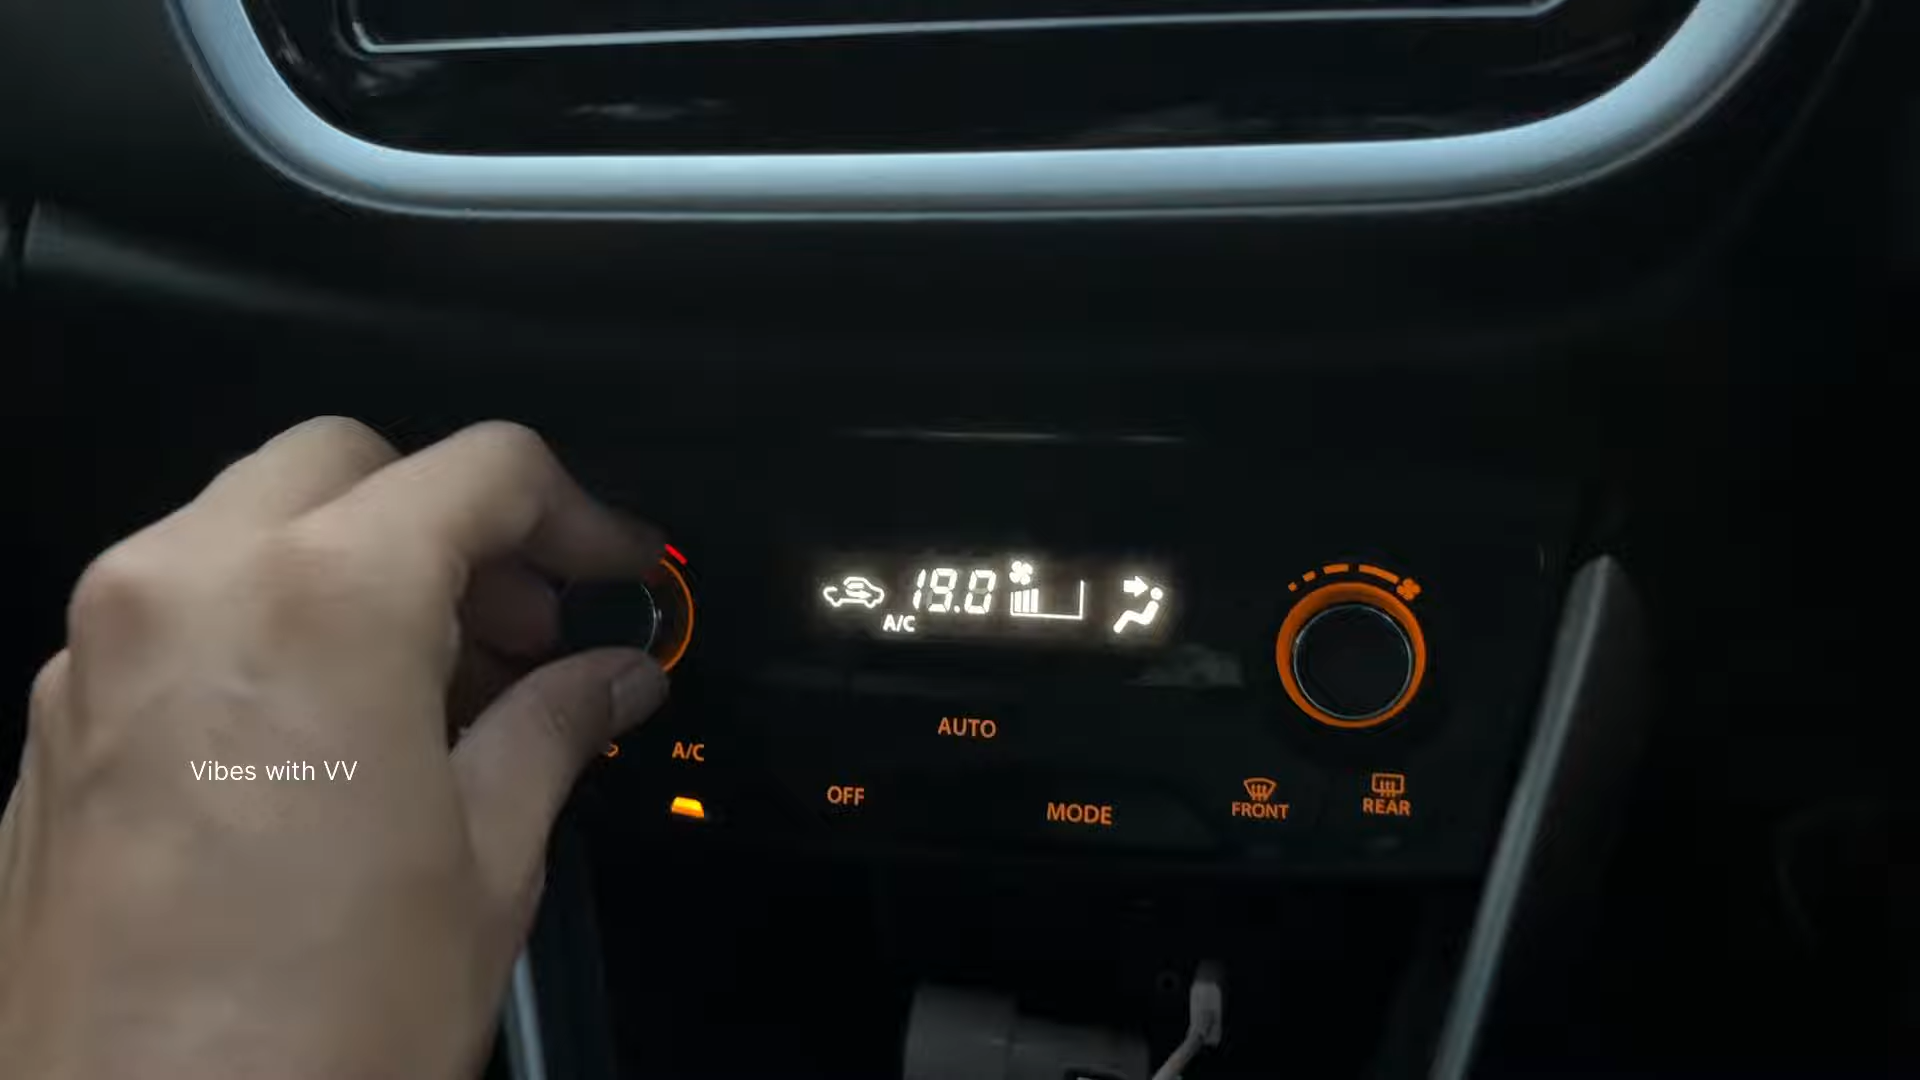 19.0
A/C
AUTO
A/C
OFF
MODE
FRONT
REAR
Vibes with VV